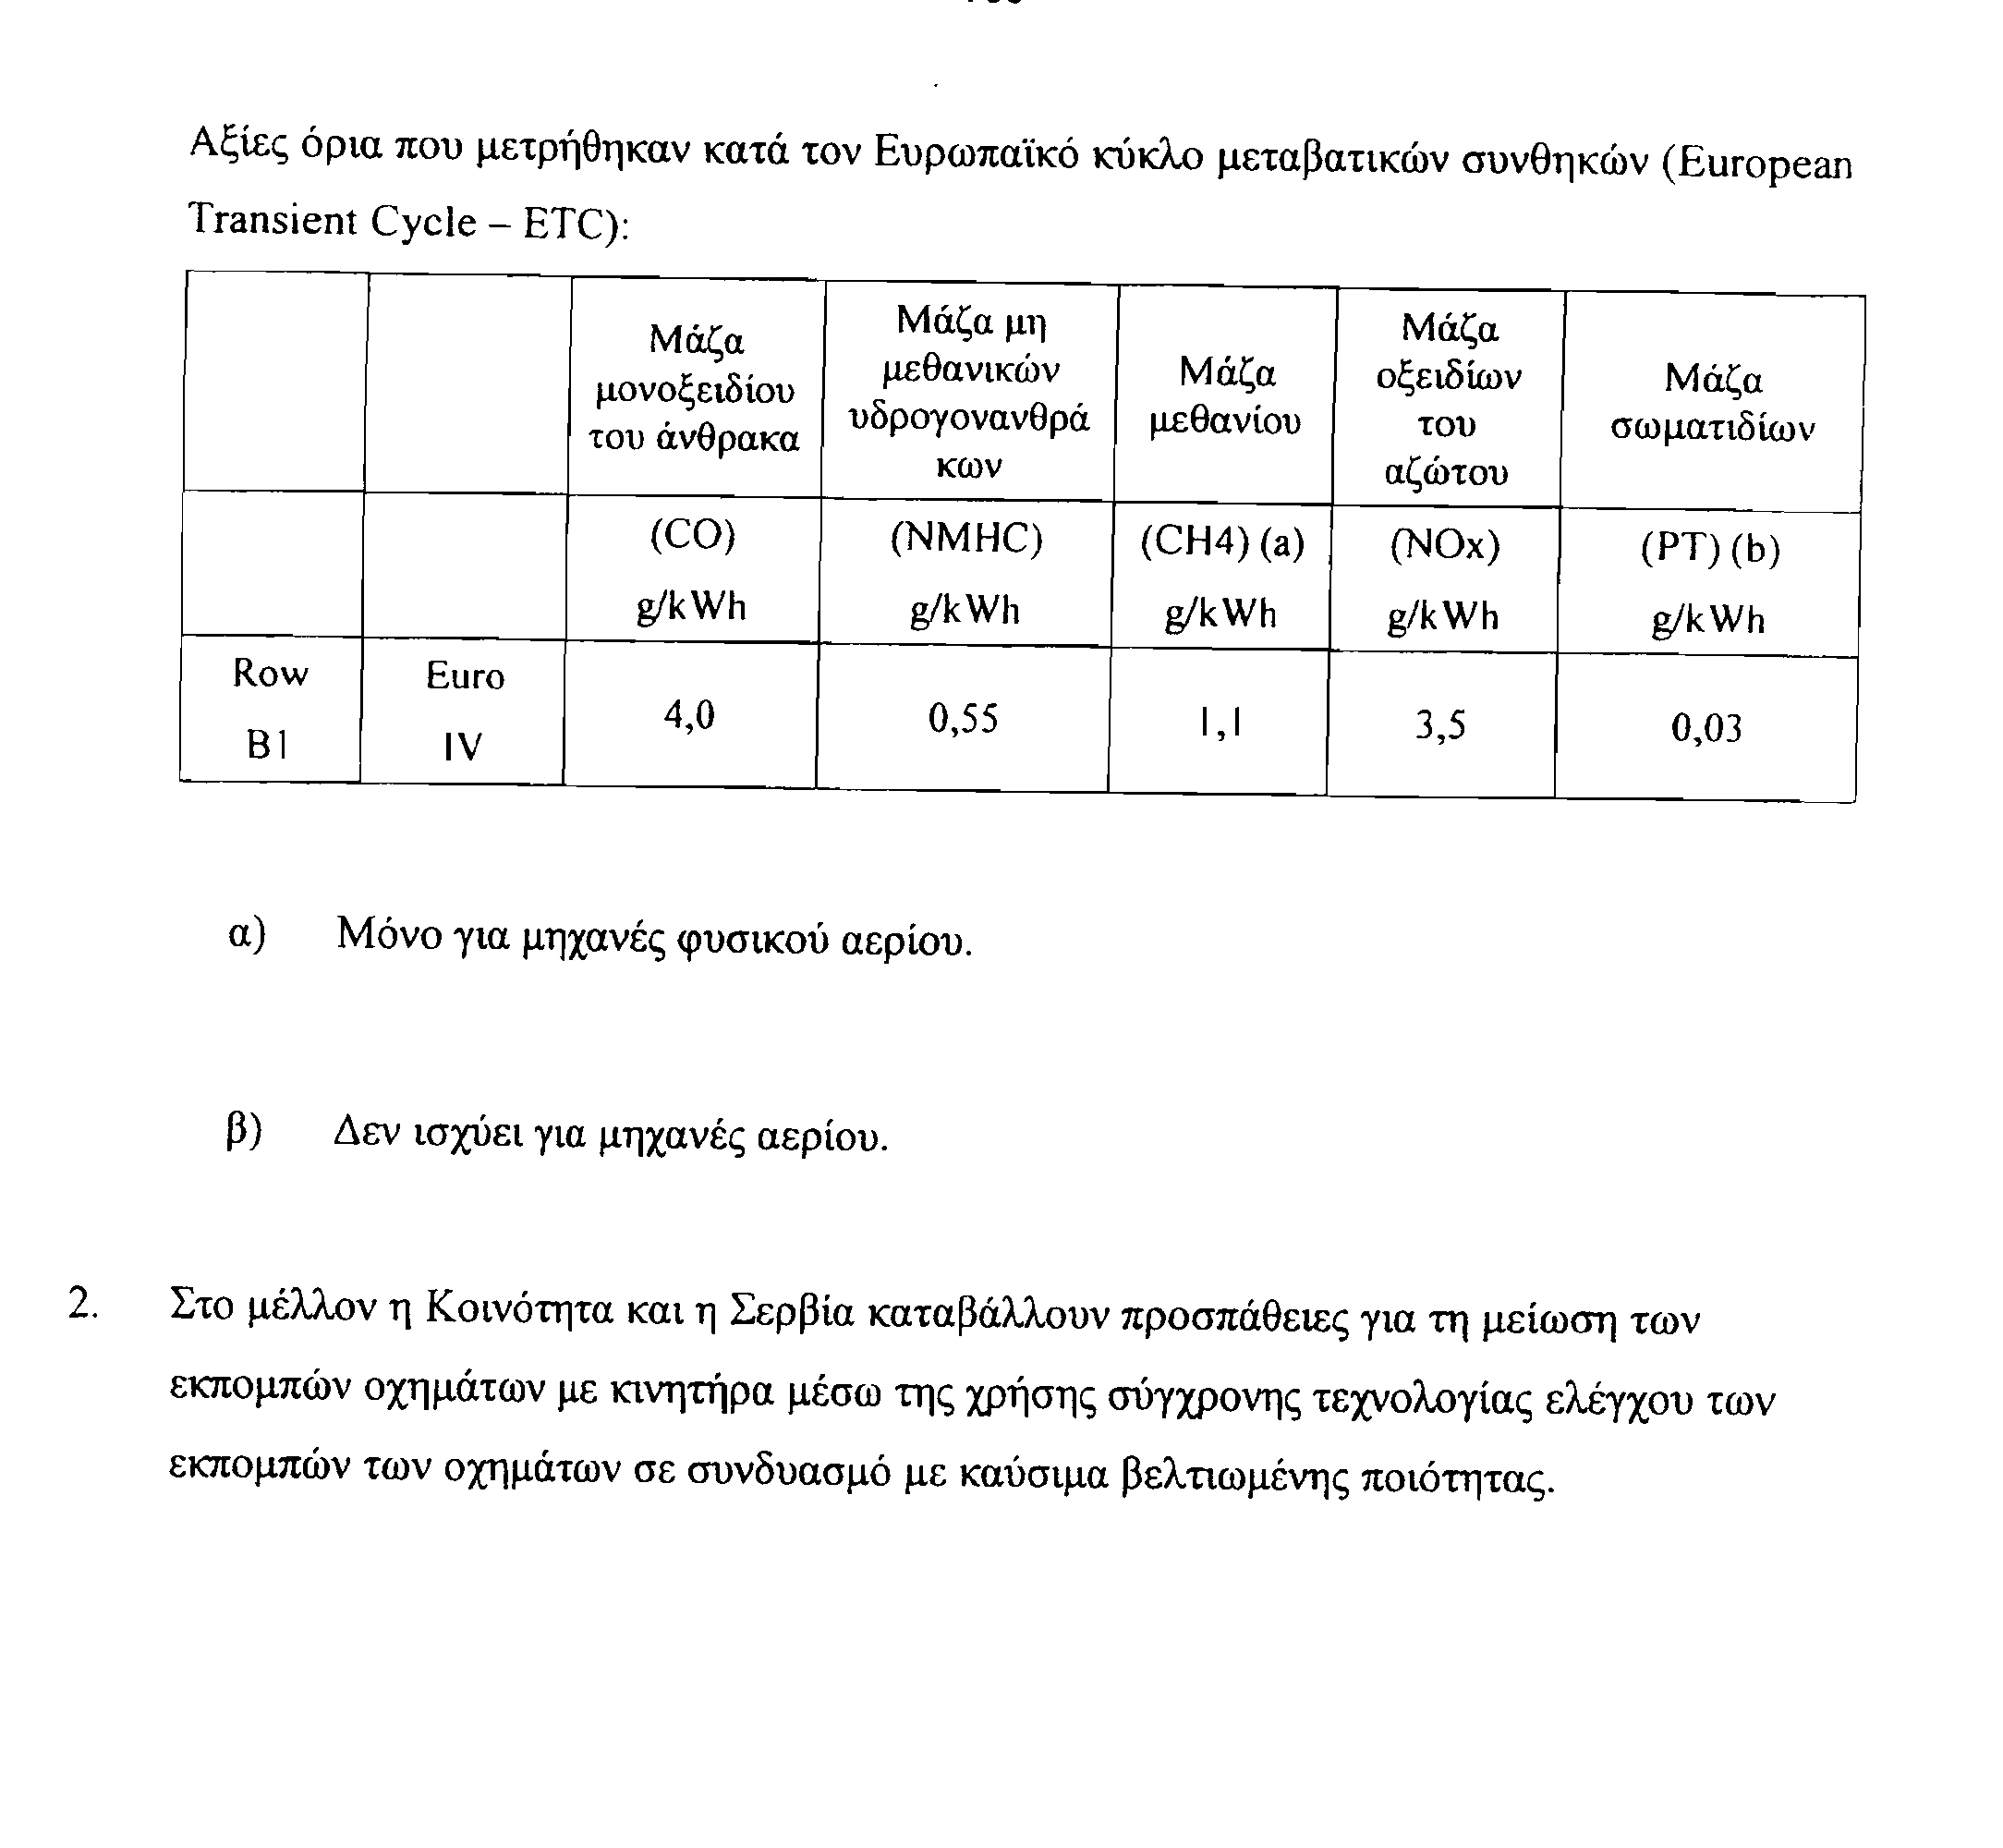 Αξίες όρια που μετρήθηκαν κατά τον Ευρωπαϊκό κύκλο μεταβατικών συνθηκών (European
Transient Cycle – ETC):
Μάζα
μονοξειδίου
του άνθρακα
Μάζα μη
μεθανικών
υδρογονανθρά
κων
Μάζα
μεθανίου
Μάζα
οξειδίων
του
αζώτου
Μάζα
σωματιδίων
(CO)
g/kWh
(NMHC)
g/kWh
(CH4) (a)
g/kWh
(NOx)
g/kWh
(PT) (b)
g/kWh
Row
B1
Euro
IV
4,0
0,55
1,1
3,5
0,03
α) Μόνο για μηχανές φυσικού αερίου.
β) Δεν ισχύει για μηχανές αερίου.
2. Στο μέλλον η Κοινότητα και η Σερβία καταβάλλουν προσπάθειες για τη μείωση των
εκπομπών οχημάτων με κινητήρα μέσω της χρήσης σύγχρονης τεχνολογίας ελέγχου των
εκπομπών των οχημάτων σε συνδυασμό με καύσιμα βελτιωμένης ποιότητας.